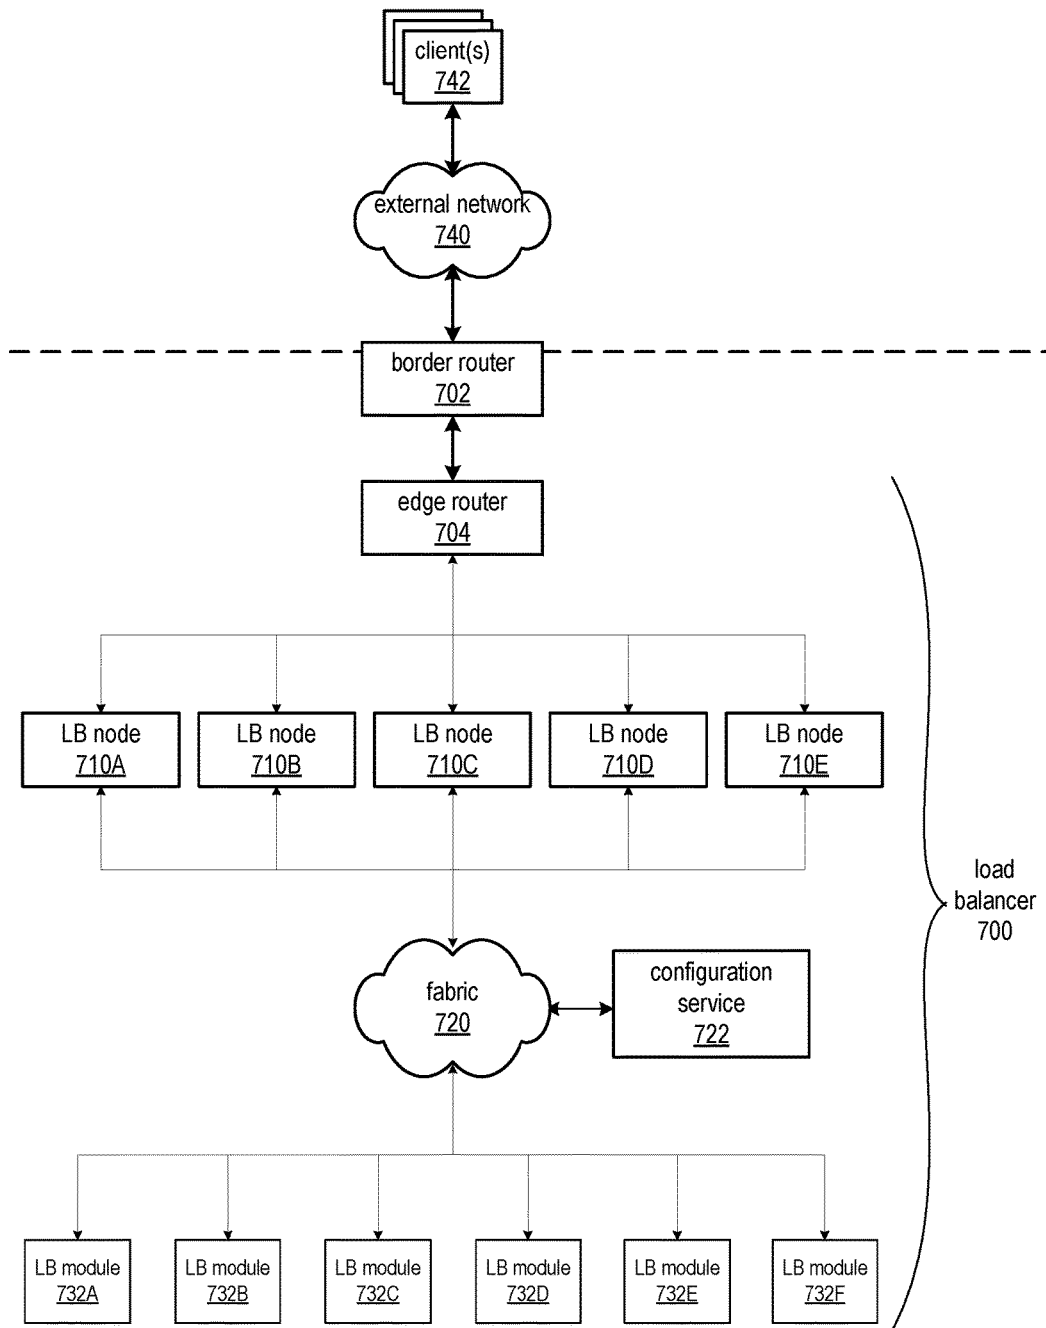 client(s)
742
external network
740
border router
702
edge router
704
LB node
710A
LB node
710B
LB node
710C
LB node
710D
LB node
710E
load
balancer
700
fabric
720
configuration
service
722
LB module
732A
LB module
732B
LB module
732C
LB module
732D
LB module
732E
LB module
732F